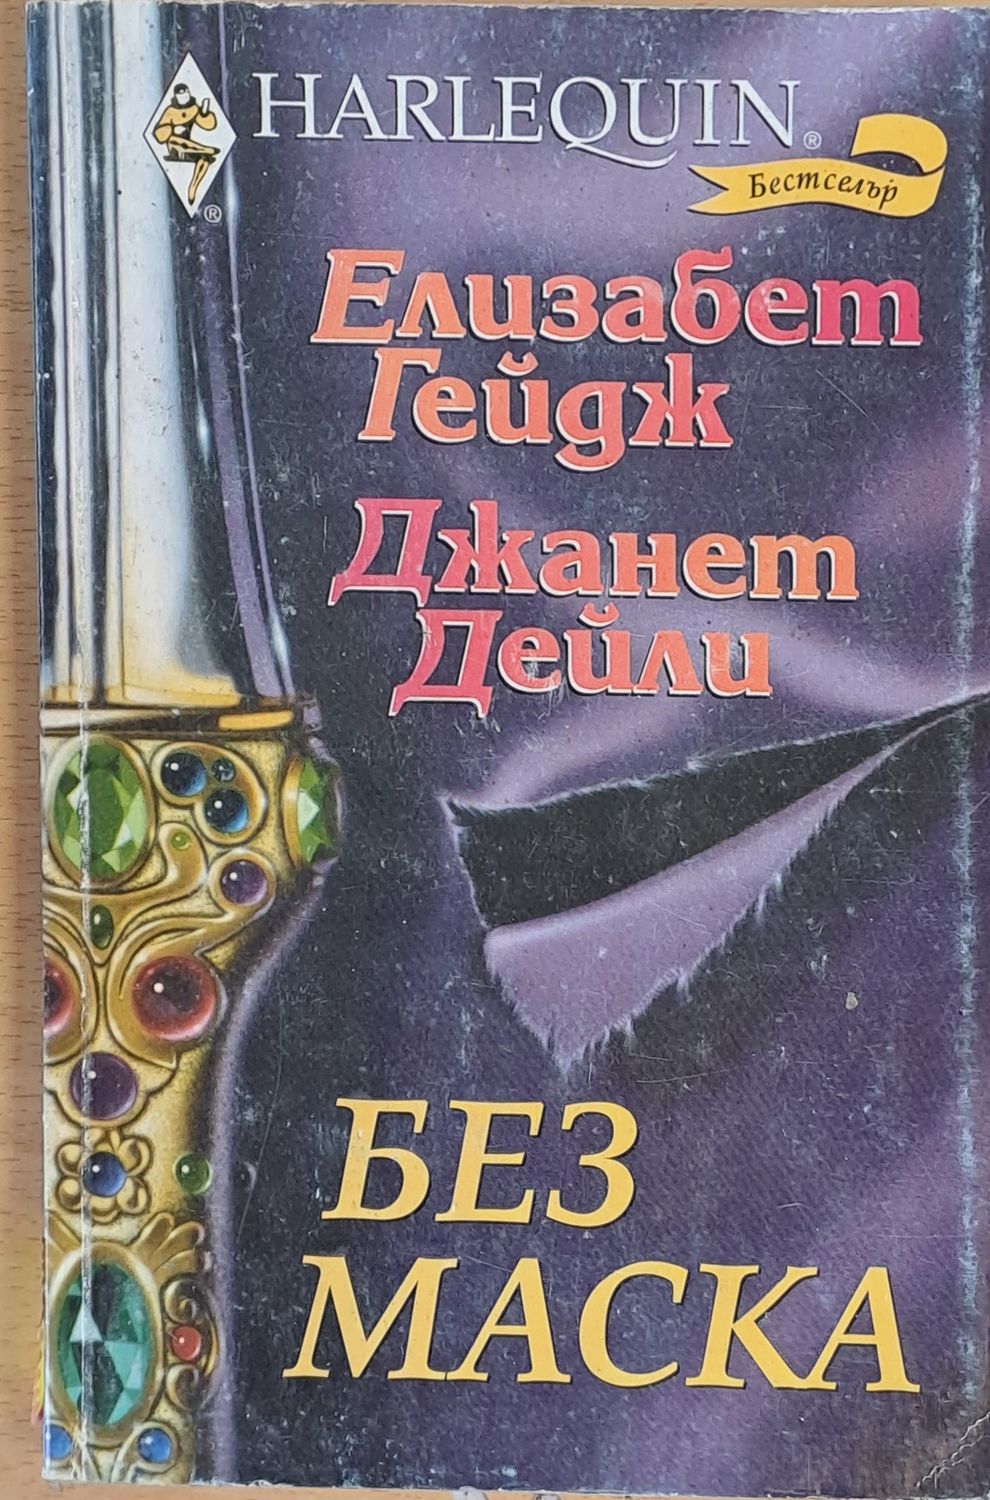 HARLEQUIN®
®
Бестселър
Елизабет
Гейдж
Джанет
Дейли
БЕЗ
МАСКА